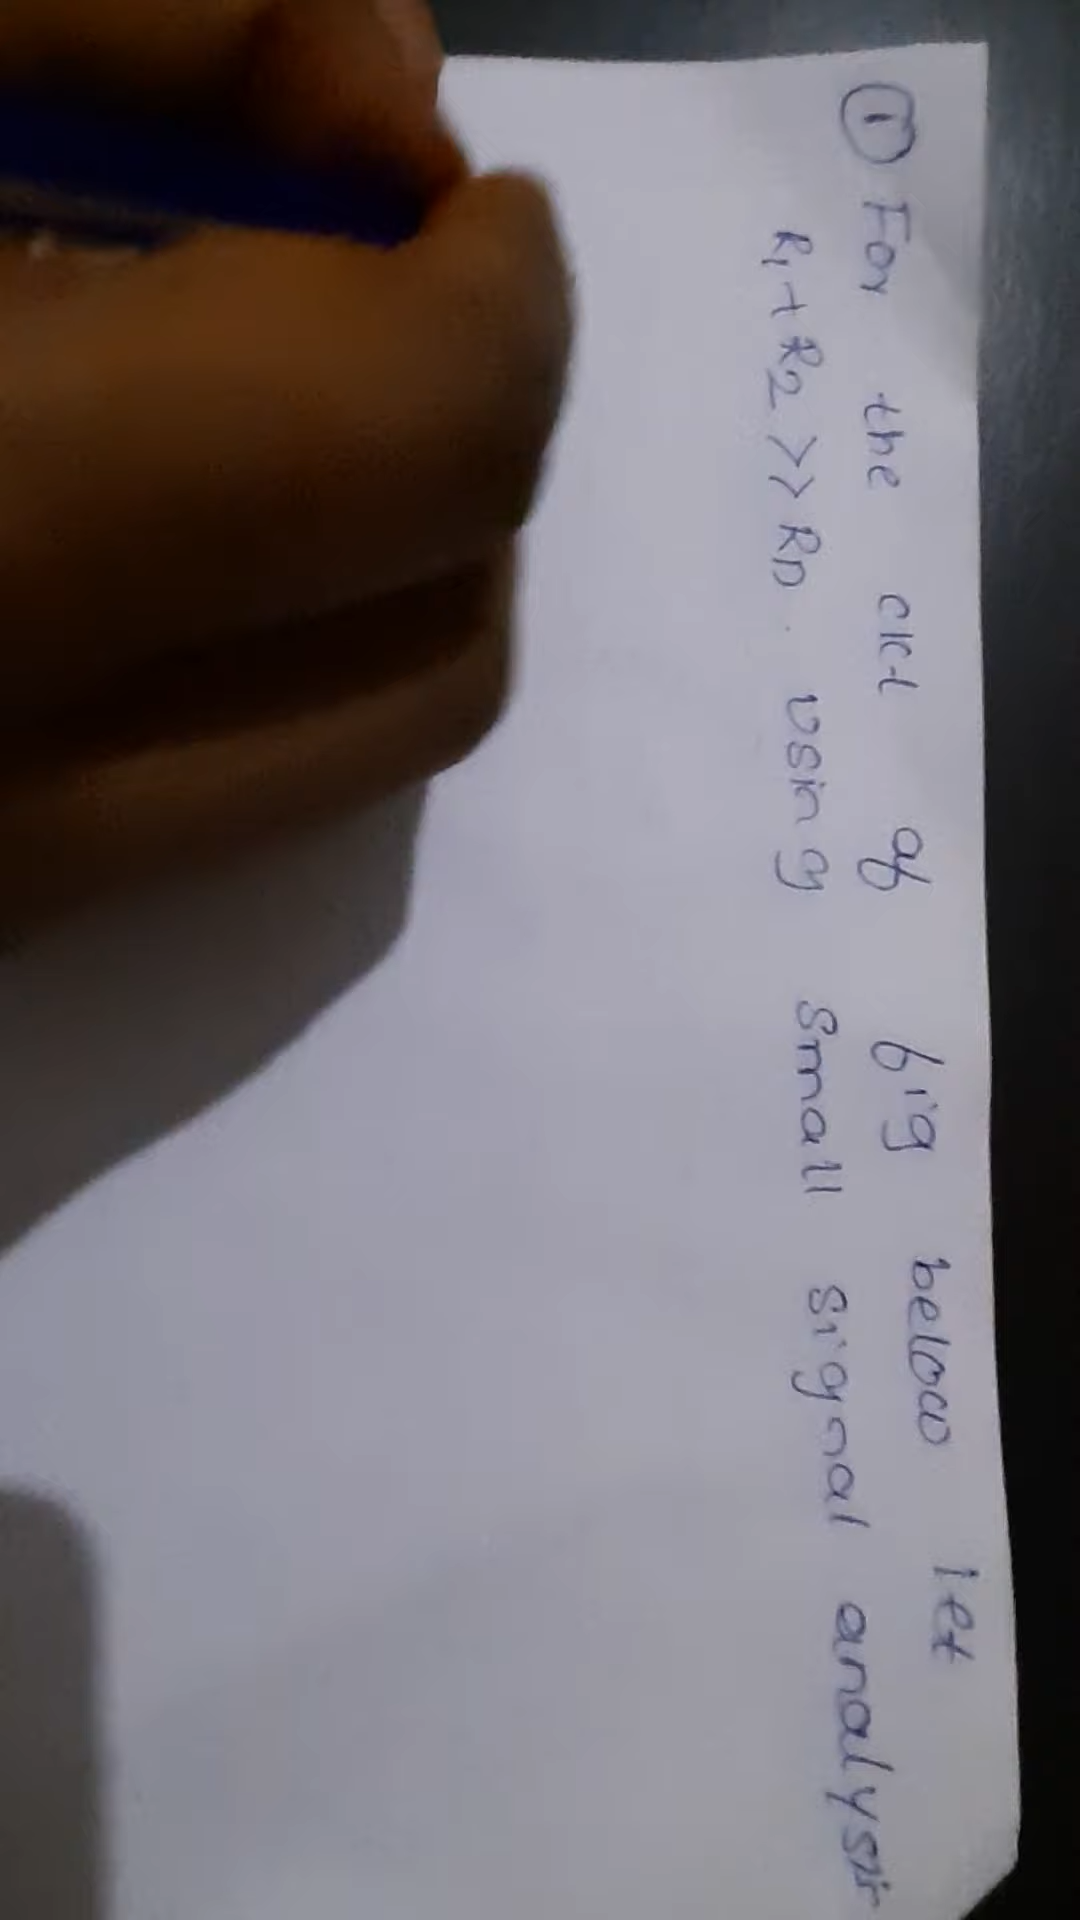 ① For the ckt of fig below let
R1 + R2 >> RD. using small signal analysis